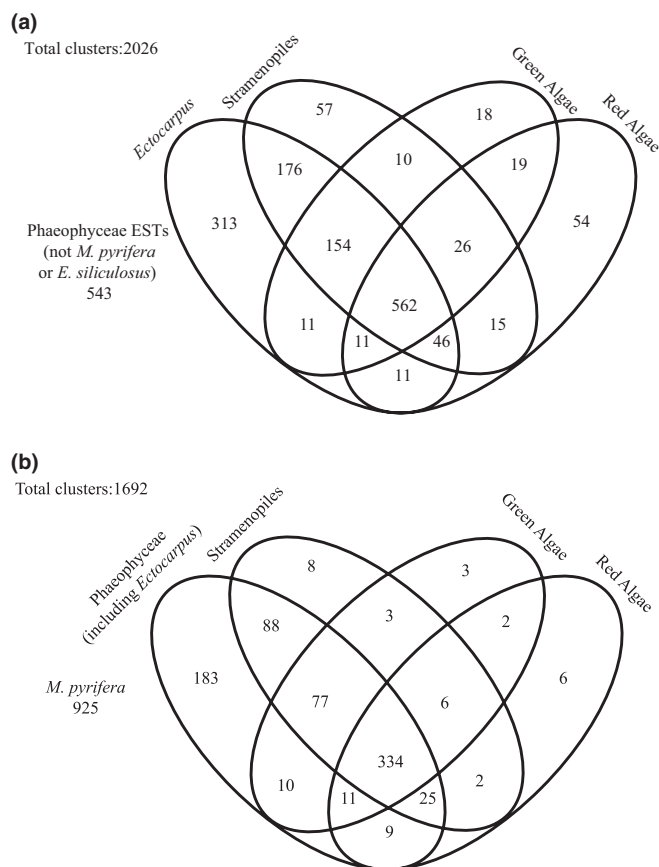 (a)
Total clusters:2026
Ectocarpus
Stramenopiles
Green Algae
Red Algae
57
18
176
10
19
313
154
26
54
Phaeophyceae ESTs
(not M. pyrifera
or E. siliculosus)
543
562
11
11
46
15
11
(b)
Total clusters:1692
Phaeophyceae
(including Ectocarpus)
Stramenopiles
Green Algae
Red Algae
8
3
88
3
2
183
77
6
6
M. pyrifera
925
334
10
11
25
2
9